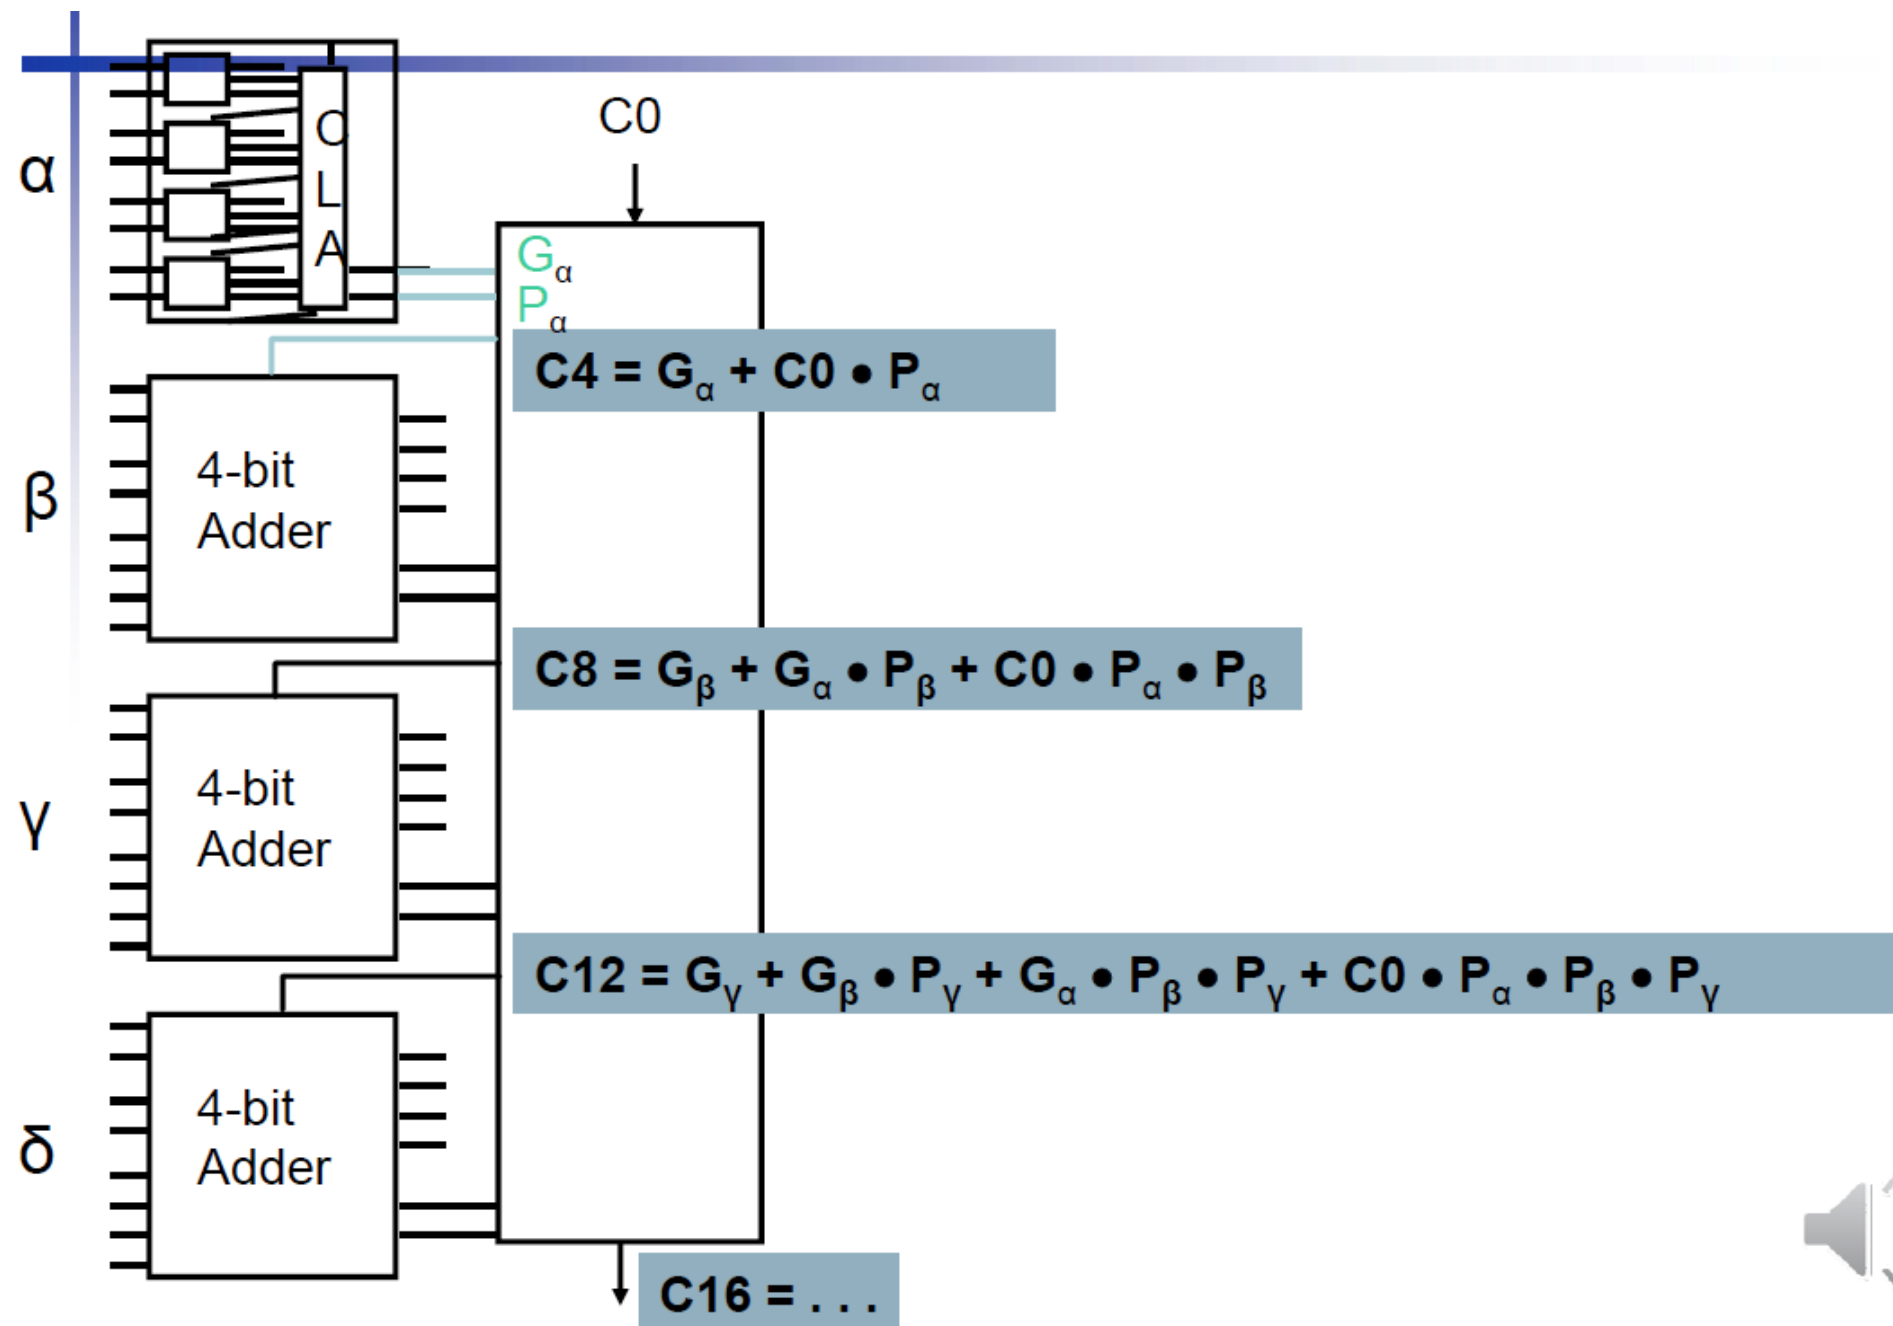 C
L
A
α
C0
Gα
Pα
C4 = Gα + C0 ● Pα
β
4-bit
Adder
C8 = Gβ + Gα ● Pβ + C0 ● Pα ● Pβ
γ
4-bit
Adder
C12 = Gγ + Gβ ● Pγ + Gα ● Pβ ● Pγ + C0 ● Pα ● Pβ ● Pγ
δ
4-bit
Adder
C16 = . . .